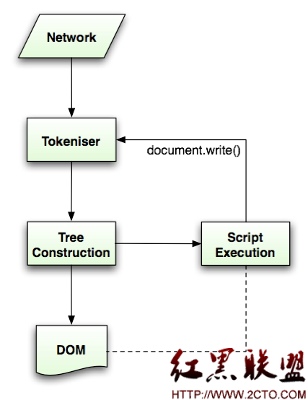 Network
Tokeniser
document.write()
Tree
Construction
Script
Execution
DOM
红黑联盟
HTTP://WWW.2CTO.COM